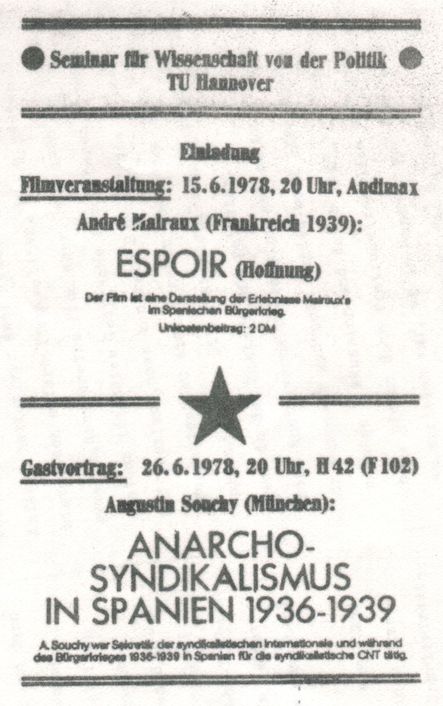 Seminar für Wissenschaft von der Politik
TU Hannover
Einladung
Filmveranstaltung: 15.6.1978, 20 Uhr, Audimax
André Malraux (Frankreich 1939):
ESPOIR (Hoffnung)
Der Film ist eine Darstellung der Erlebnisse Malraux's
im Spanischen Bürgerkrieg.
Unkostenbeitrag: 2 DM
Gastvortrag: 26.6.1978, 20 Uhr, H 42 (F 102)
Augustin Souchy (München):
ANARCHO-
SYNDIKALISMUS
IN SPANIEN 1936-1939
A. Souchy war Sekretär der syndikalistischen Internationale und während
des Bürgerkrieges 1936-1939 in Spanien für die syndikalistische CNT tätig.